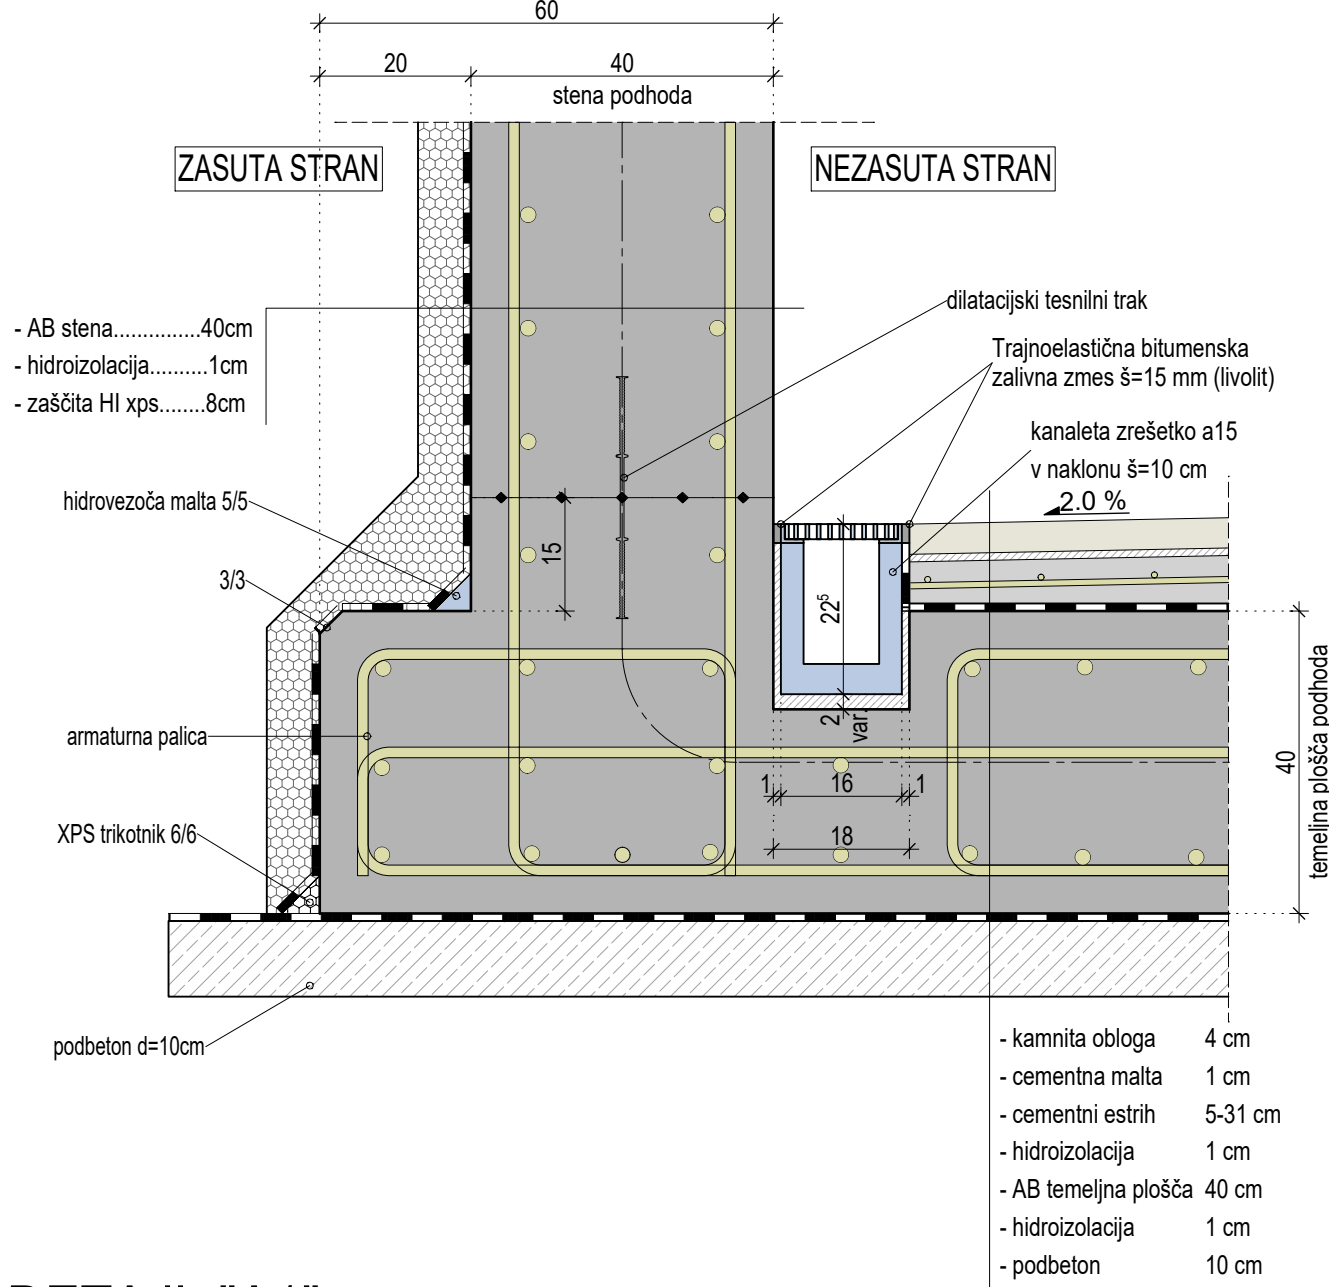 60
20
40
stena podhoda
ZASUTA STRAN
NEZASUTA STRAN
dilatacijski tesnilni trak
- AB stena...............40cm
- hidroizolacija..........1cm
- zaščita HI xps........8cm
Trajnoelastična bitumenska
zalivna zmes š=15 mm (livolit)
kanaleta zrešetko a15
v naklonu š=10 cm
2.0 %
hidrovezoča malta 5/5
3/3
15
22⁵
2
var.
armaturna palica
1
16
1
18
40
temeljna plošča podhoda
XPS trikotnik 6/6
podbeton d=10cm
- kamnita obloga 4 cm
- cementna malta 1 cm
- cementni estrih 5-31 cm
- hidroizolacija 1 cm
- AB temeljna plošča 40 cm
- hidroizolacija 1 cm
- podbeton 10 cm